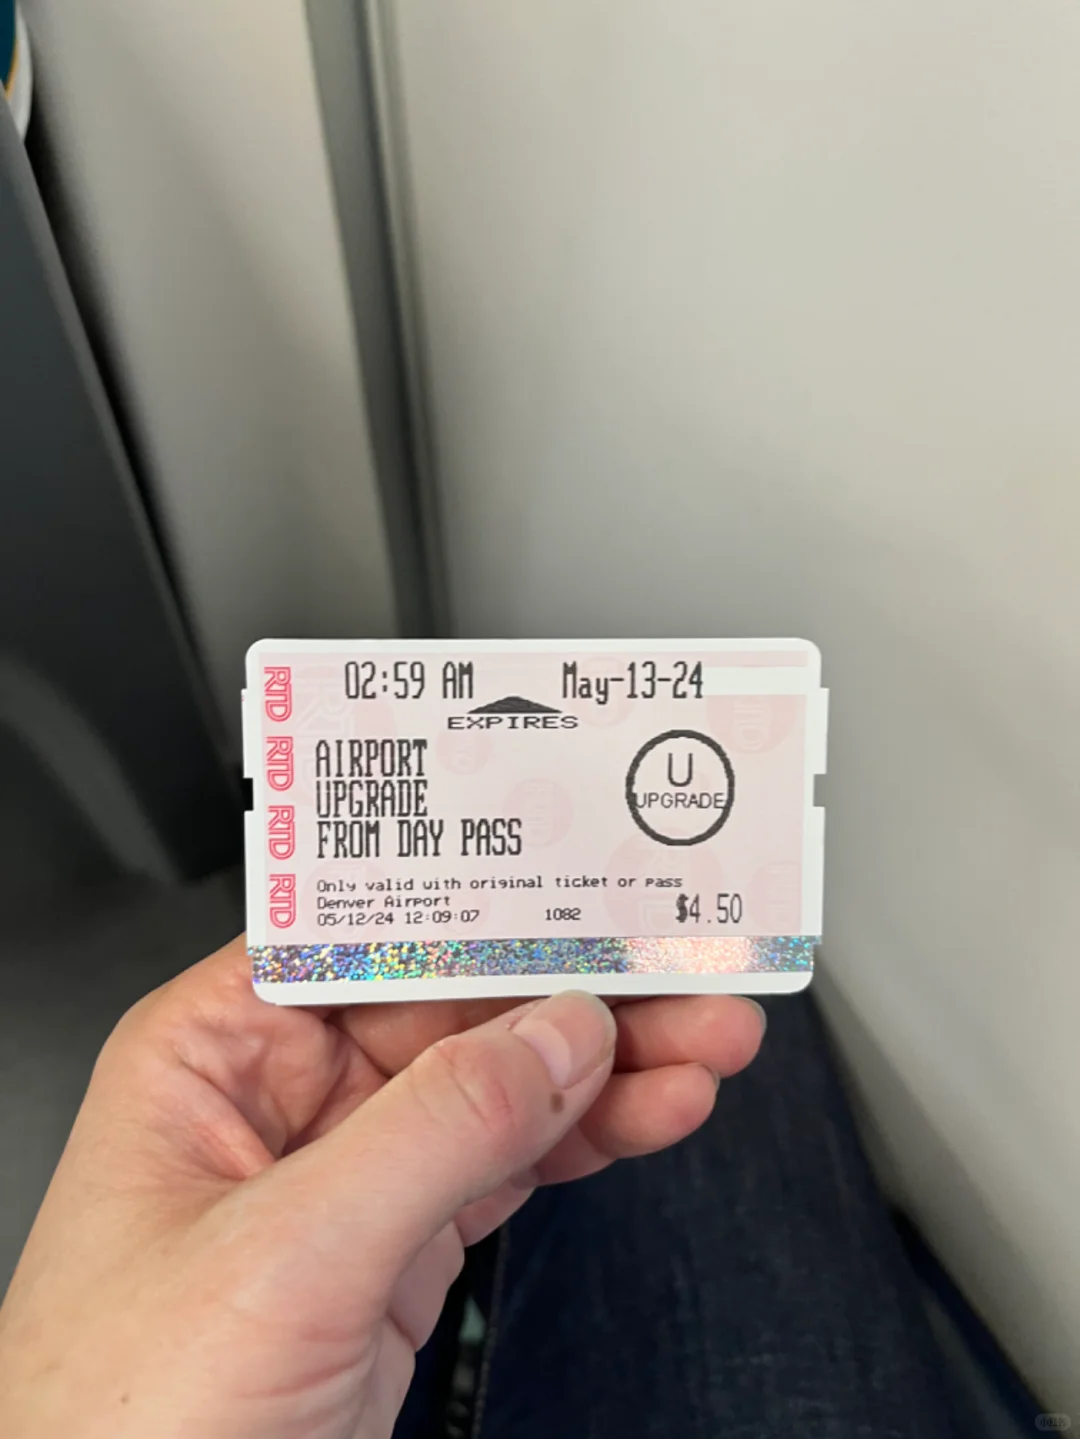 02:59 AM May-13-24
EXPIRES
AIRPORT
UPGRADE
FROM DAY PASS
U
UPGRADE
Only valid with original ticket or pass
Denver Airport
05/12/24 12:09:07 1082 $4.50
RTD RTD RTD RTD